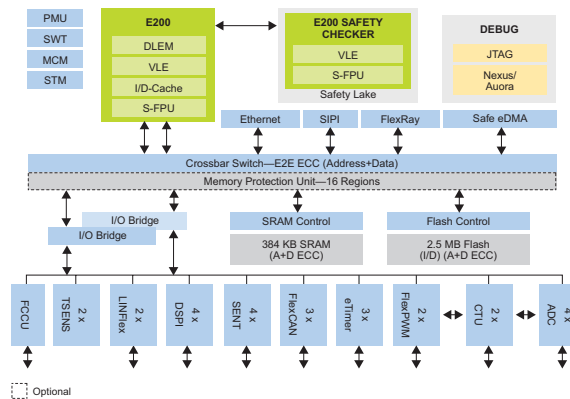 PMU
SWT
MCM
STM
E200
DLEM
VLE
I/D-Cache
S-FPU
E200 SAFETY
CHECKER
VLE
S-FPU
Safety Lake
DEBUG
JTAG
Nexus/
Auora
Ethernet
SIPI
FlexRay
Safe eDMA
Crossbar Switch—E2E ECC (Address+Data)
Memory Protection Unit—16 Regions
I/O Bridge
I/O Bridge
SRAM Control
384 KB SRAM
(A+D ECC)
Flash Control
2.5 MB Flash
(I/D) (A+D ECC)
FCCU
2 x
TSENS
2 x
LINFlex
4 x
DSPI
4 x
SENT
3 x
FlexCAN
3 x
eTimer
2 x
FlexPWM
2 x
CTU
4 x
ADC
Optional